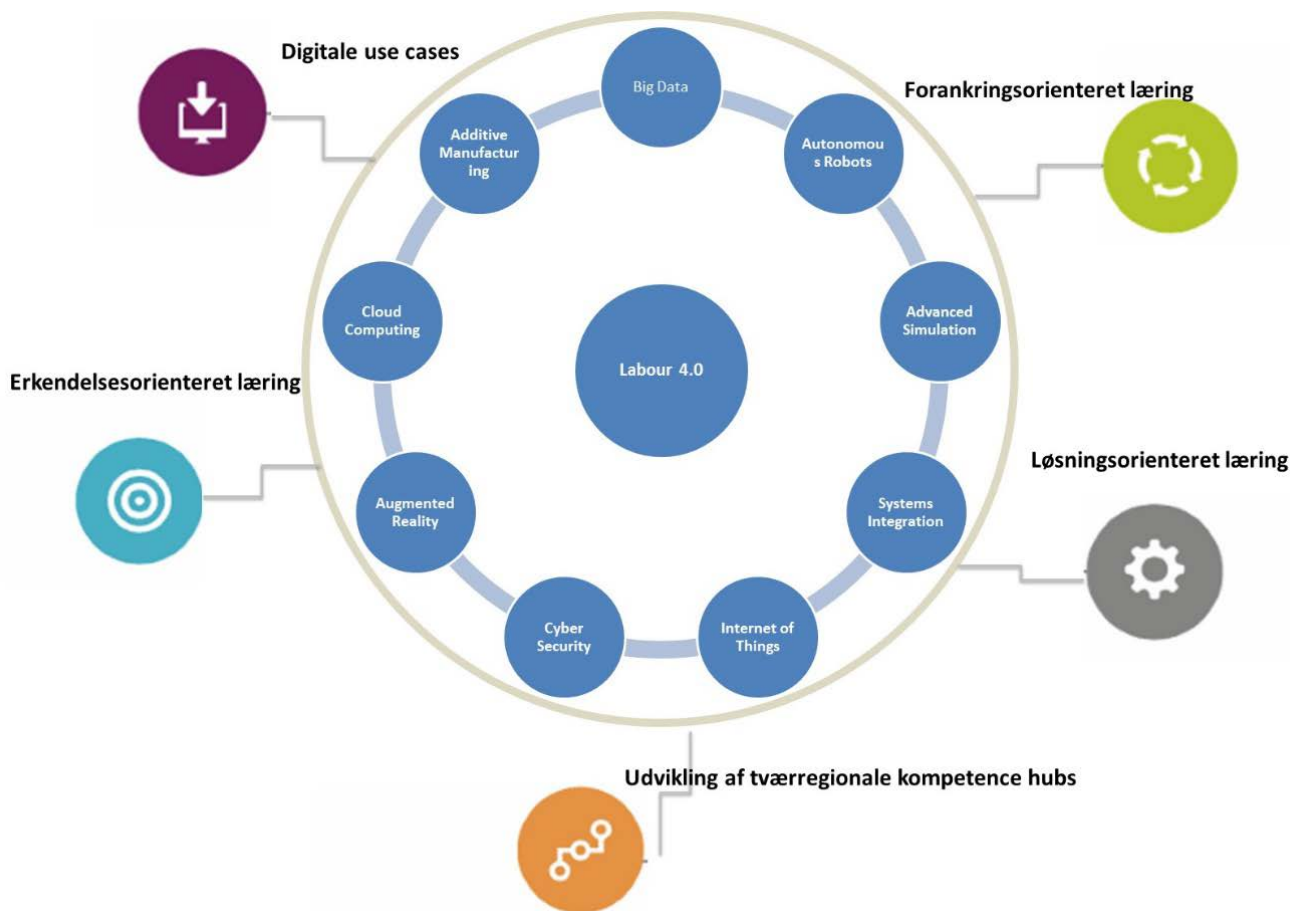 Digitale use cases
Big Data
Forankringsorienteret læring
Additive
Manufactur
ing
Autonomou
s Robots
Cloud
Computing
Advanced
Simulation
Labour 4.0
Erkendelsesorienteret læring
Løsningsorienteret læring
Augmented
Reality
Systems
Integration
Cyber
Security
Internet of
Things
Udvikling af tværregionale kompetence hubs